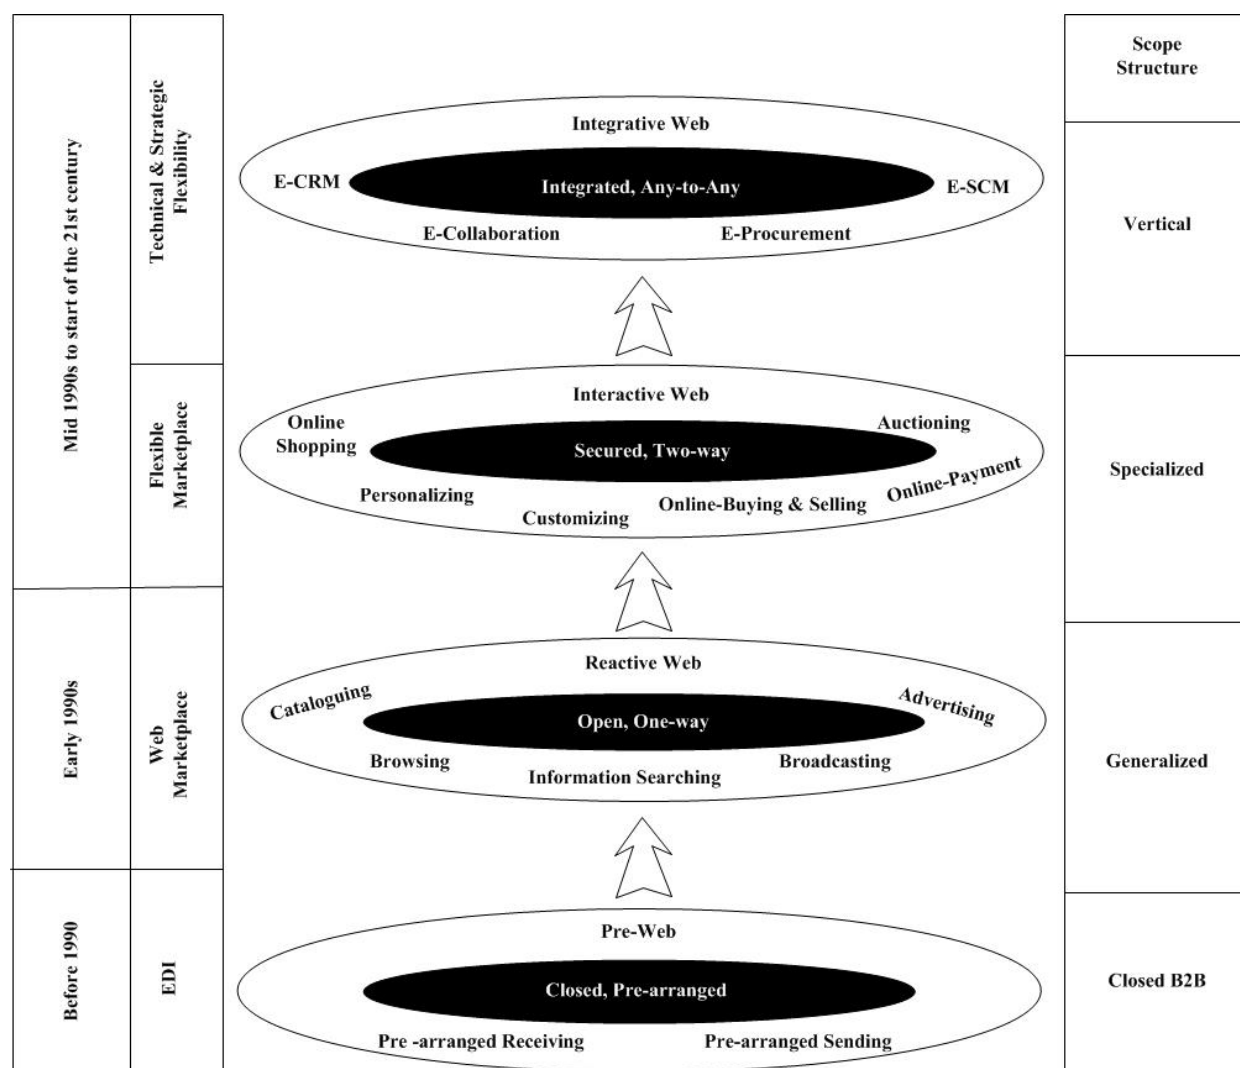 Scope
Structure
Mid 1990s to start of the 21st century
Technical & Strategic
Flexibility
Integrative Web
E-CRM
Integrated, Any-to-Any
E-SCM
E-Collaboration
E-Procurement
Vertical
Flexible
Marketplace
Interactive Web
Online
Shopping
Auctioning
Secured, Two-way
Personalizing
Customizing
Online-Buying & Selling
Online-Payment
Specialized
Early 1990s
Web
Marketplace
Reactive Web
Cataloguing
Advertising
Open, One-way
Browsing
Information Searching
Broadcasting
Generalized
Before 1990
EDI
Pre-Web
Closed, Pre-arranged
Pre -arranged Receiving
Pre-arranged Sending
Closed B2B